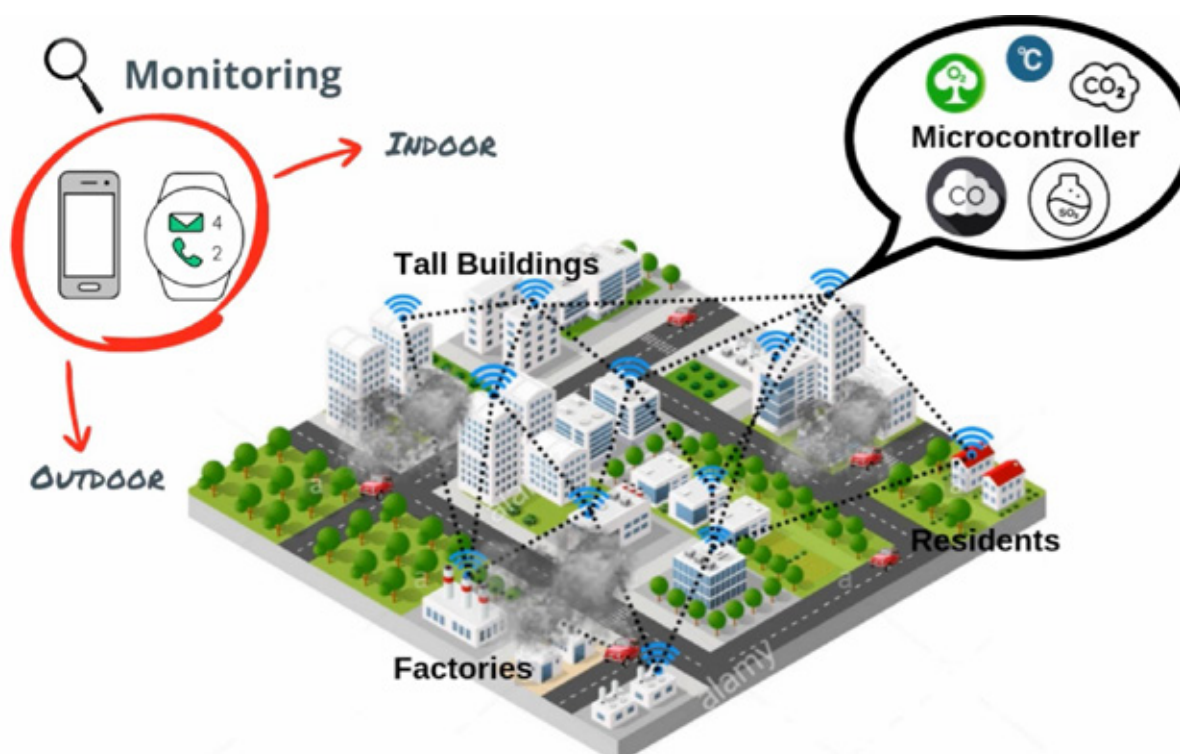 Monitoring
INDOOR
OUTDOOR
4
2
O₂
°C
CO₂
Microcontroller
CO
SO₂
Tall Buildings
Residents
Factories
a
a
a
alamy